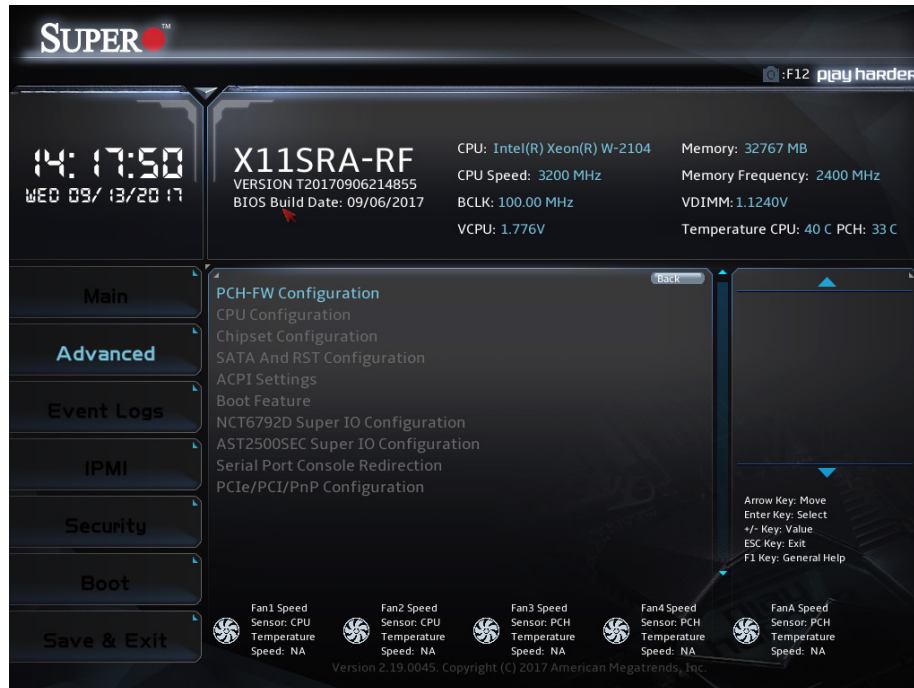 SUPER™
:F12 play harder
14:17:50
WED 09/13/2017
X11SRA-RF
VERSION T20170906214855
BIOS Build Date: 09/06/2017
CPU: Intel(R) Xeon(R) W-2104
CPU Speed: 3200 MHz
BCLK: 100.00 MHz
VCPU: 1.776V
Memory: 32767 MB
Memory Frequency: 2400 MHz
VDIMM: 1.1240V
Temperature CPU: 40 C PCH: 33 C
Main
Advanced
Event Logs
IPMI
Security
Boot
Save & Exit
Back
PCH-FW Configuration
CPU Configuration
Chipset Configuration
SATA And RST Configuration
ACPI Settings
Boot Feature
NCT6792D Super IO Configuration
AST2500SEC Super IO Configuration
Serial Port Console Redirection
PCIe/PCI/PnP Configuration
Arrow Key: Move
Enter Key: Select
+/- Key: Value
ESC Key: Exit
F1 Key: General Help
Fan1 Speed
Sensor: CPU
Temperature
Speed: NA
Fan2 Speed
Sensor: CPU
Temperature
Speed: NA
Fan3 Speed
Sensor: PCH
Temperature
Speed: NA
Fan4 Speed
Sensor: PCH
Temperature
Speed: NA
FanA Speed
Sensor: PCH
Temperature
Speed: NA
Version 2.19.0045. Copyright (C) 2017 American Megatrends, Inc.